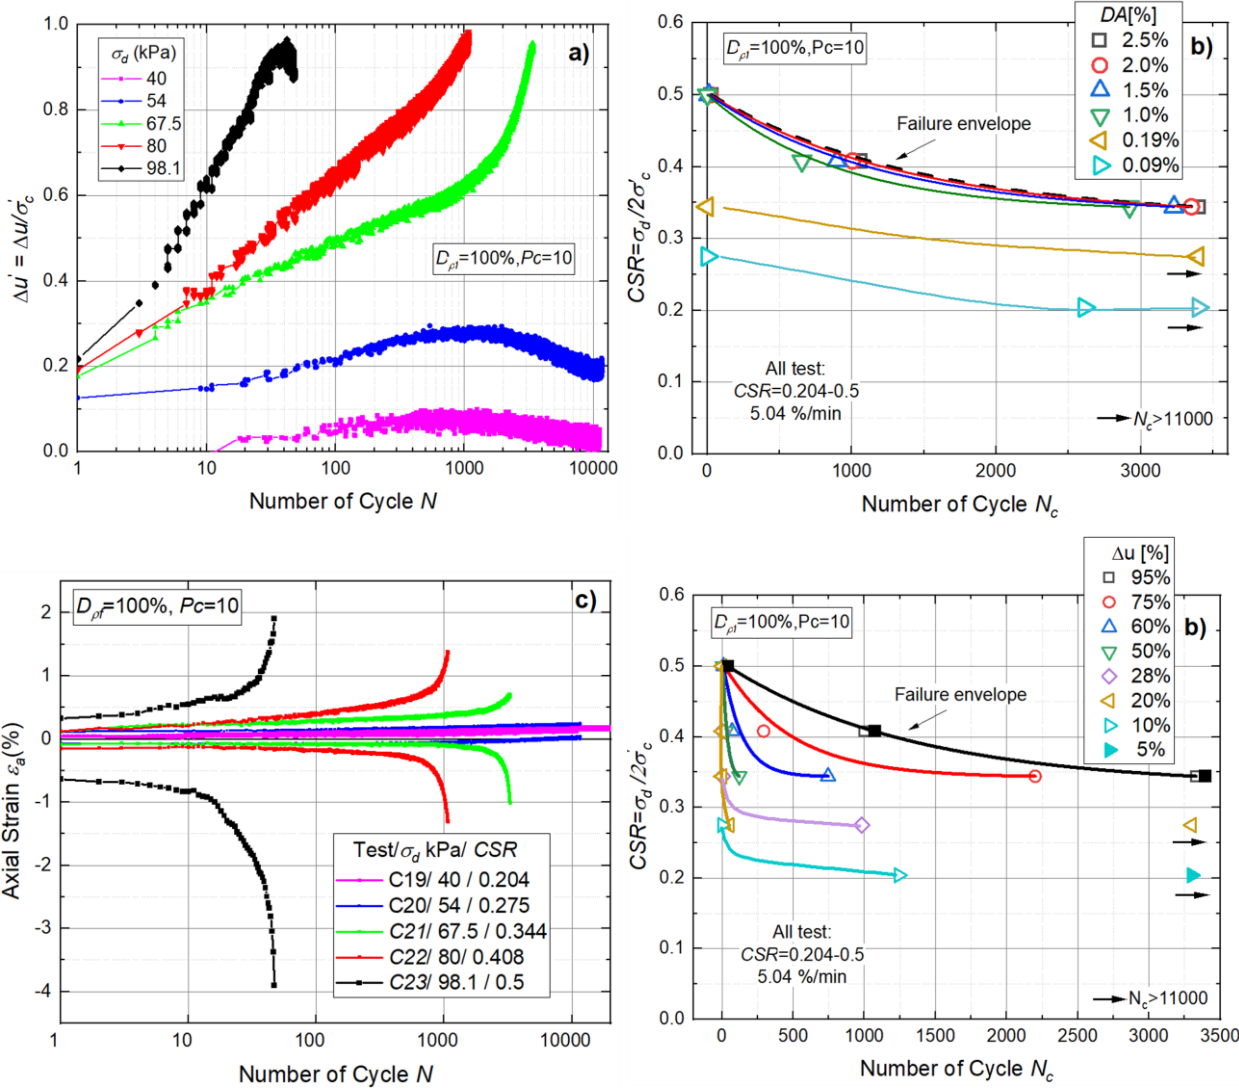 a)
σd (kPa)
40
54
67.5
80
98.1
Dρf=100%,Pc=10
1.0
0.8
0.6
0.4
0.2
0.0
1
10
100
1000
10000
Δu' = Δu/σ'c
Number of Cycle N
b)
Dρf=100%,Pc=10
DA[%]
2.5%
2.0%
1.5%
1.0%
0.19%
0.09%
Failure envelope
All test:
CSR=0.204-0.5
5.04 %/min
Nc>11000
0.6
0.5
0.4
0.3
0.2
0.1
0.0
0
1000
2000
3000
CSR=σd/2σ'c
Number of Cycle Nc
c)
Dρf=100%, Pc=10
2
1
0
-1
-2
-3
-4
Test/σd kPa/ CSR
C19/ 40 / 0.204
C20/ 54 / 0.275
C21/ 67.5 / 0.344
C22/ 80/ 0.408
C23/ 98.1 / 0.5
1
10
100
1000
10000
Axial Strain εa(%)
Number of Cycle N
b)
Dρf=100%,Pc=10
Δu [%]
95%
75%
60%
50%
28%
20%
10%
5%
Failure envelope
All test:
CSR=0.204-0.5
5.04 %/min
Nc>11000
0.6
0.5
0.4
0.3
0.2
0.1
0.0
0
500
1000
1500
2000
2500
3000
3500
CSR=σd/2σ'c
Number of Cycle Nc